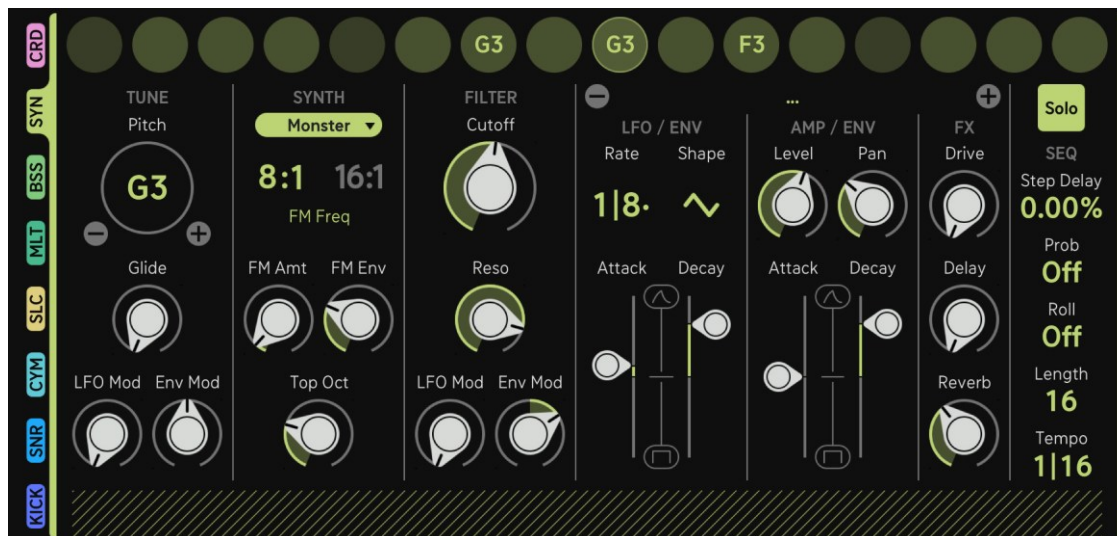 CRD
SYN
BSS
MLT
SLC
CYM
SNR
KICK
G3 G3 F3
TUNE
Pitch
G3
Glide
LFO Mod Env Mod
SYNTH
Monster
8:1 16:1
FM Freq
FM Amt FM Env
Top Oct
FILTER
Cutoff
Reso
LFO Mod Env Mod
...
LFO / ENV
Rate Shape
1|8.
Attack Decay
AMP / ENV
Level Pan
Attack Decay
FX
Drive
Delay
Reverb
Solo
SEQ
Step Delay
0.00%
Prob
Off
Roll
Off
Length
16
Tempo
1|16